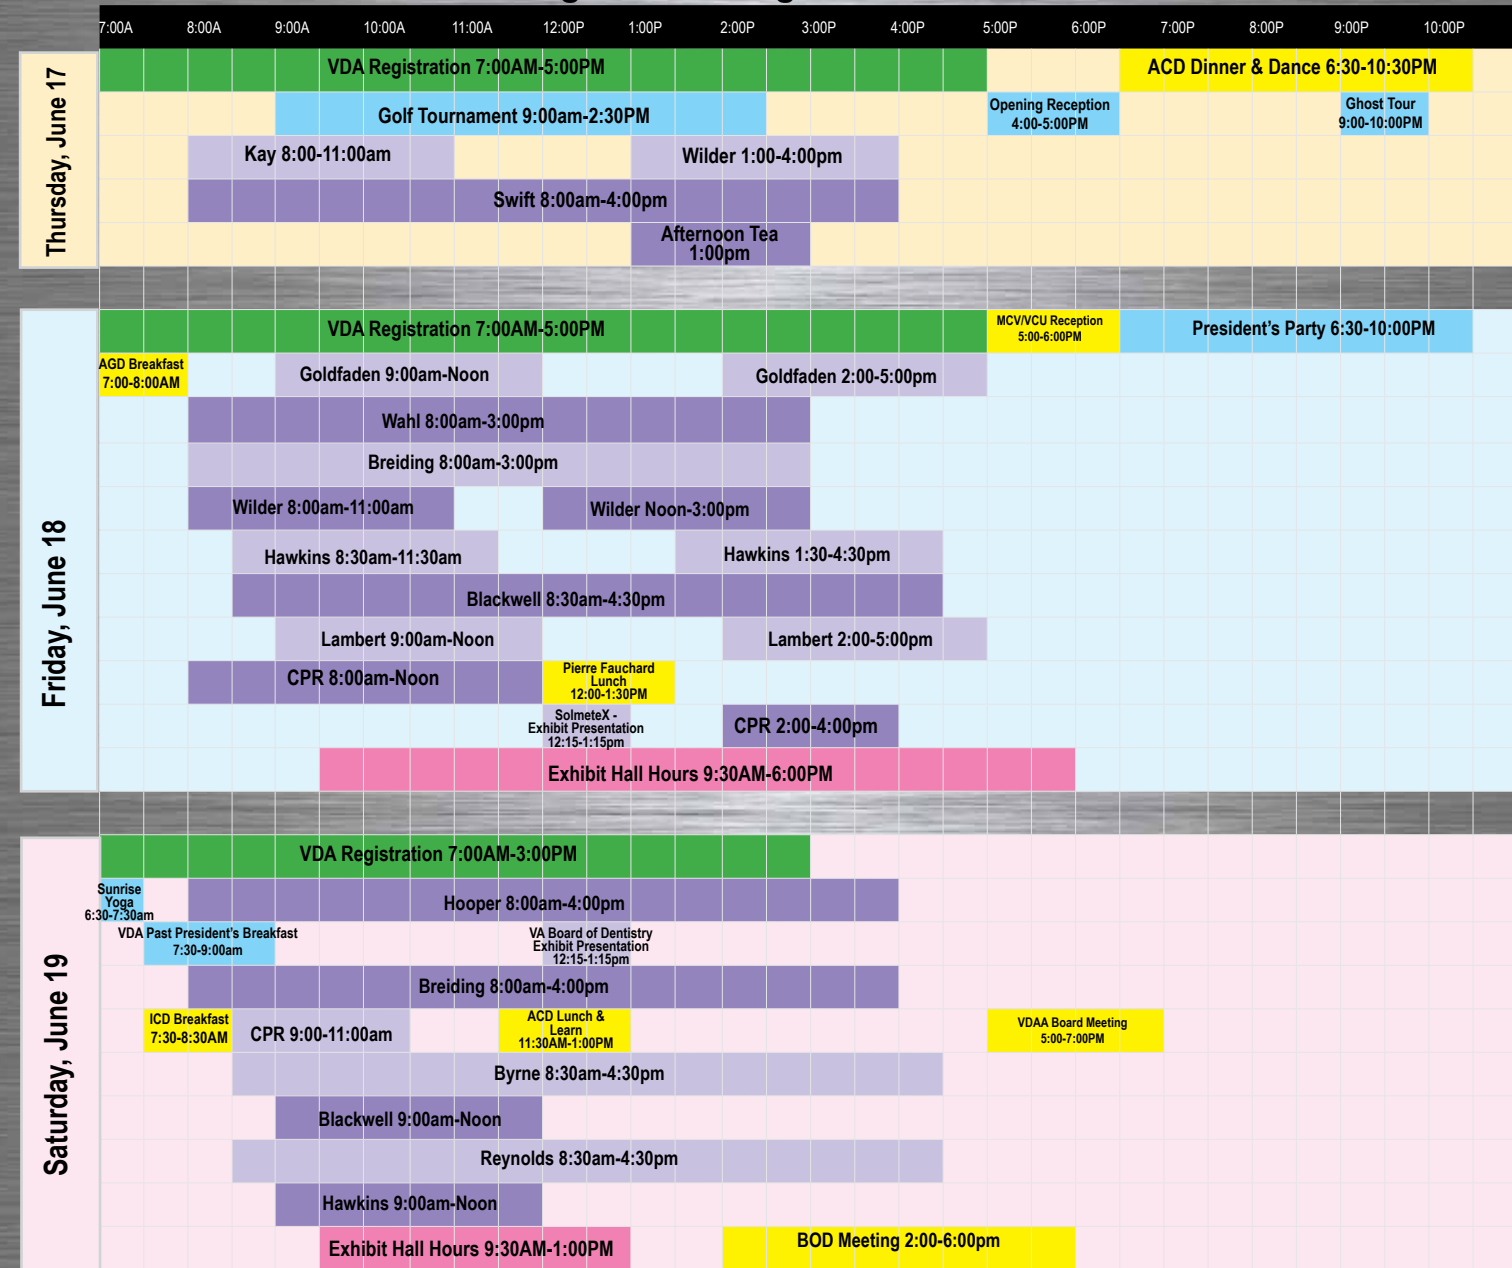 7:00A 8:00A 9:00A 10:00A 11:00A 12:00P 1:00P 2:00P 3:00P 4:00P 5:00P 6:00P 7:00P 8:00P 9:00P 10:00P
Thursday, June 17
VDA Registration 7:00AM-5:00PM
ACD Dinner & Dance 6:30-10:30PM
Golf Tournament 9:00am-2:30PM
Opening Reception
4:00-5:00PM
Ghost Tour
9:00-10:00PM
Kay 8:00-11:00am
Wilder 1:00-4:00pm
Swift 8:00am-4:00pm
Afternoon Tea
1:00pm
Friday, June 18
VDA Registration 7:00AM-5:00PM
MCV/VCU Reception
5:00-6:00PM
President's Party 6:30-10:00PM
AGD Breakfast
7:00-8:00AM
Goldfaden 9:00am-Noon
Goldfaden 2:00-5:00pm
Wahl 8:00am-3:00pm
Breiding 8:00am-3:00pm
Wilder 8:00am-11:00am
Wilder Noon-3:00pm
Hawkins 8:30am-11:30am
Hawkins 1:30-4:30pm
Blackwell 8:30am-4:30pm
Lambert 9:00am-Noon
Lambert 2:00-5:00pm
CPR 8:00am-Noon
Pierre Fauchard
Lunch
12:00-1:30PM
SolmeteX -
Exhibit Presentation
12:15-1:15pm
CPR 2:00-4:00pm
Exhibit Hall Hours 9:30AM-6:00PM
Saturday, June 19
VDA Registration 7:00AM-3:00PM
Sunrise
Yoga
6:30-7:30am
Hooper 8:00am-4:00pm
VDA Past President's Breakfast
7:30-9:00am
VA Board of Dentistry
Exhibit Presentation
12:15-1:15pm
Breiding 8:00am-4:00pm
ICD Breakfast
7:30-8:30AM
CPR 9:00-11:00am
ACD Lunch &
Learn
11:30AM-1:00PM
VDAA Board Meeting
5:00-7:00PM
Byrne 8:30am-4:30pm
Blackwell 9:00am-Noon
Reynolds 8:30am-4:30pm
Hawkins 9:00am-Noon
Exhibit Hall Hours 9:30AM-1:00PM
BOD Meeting 2:00-6:00pm